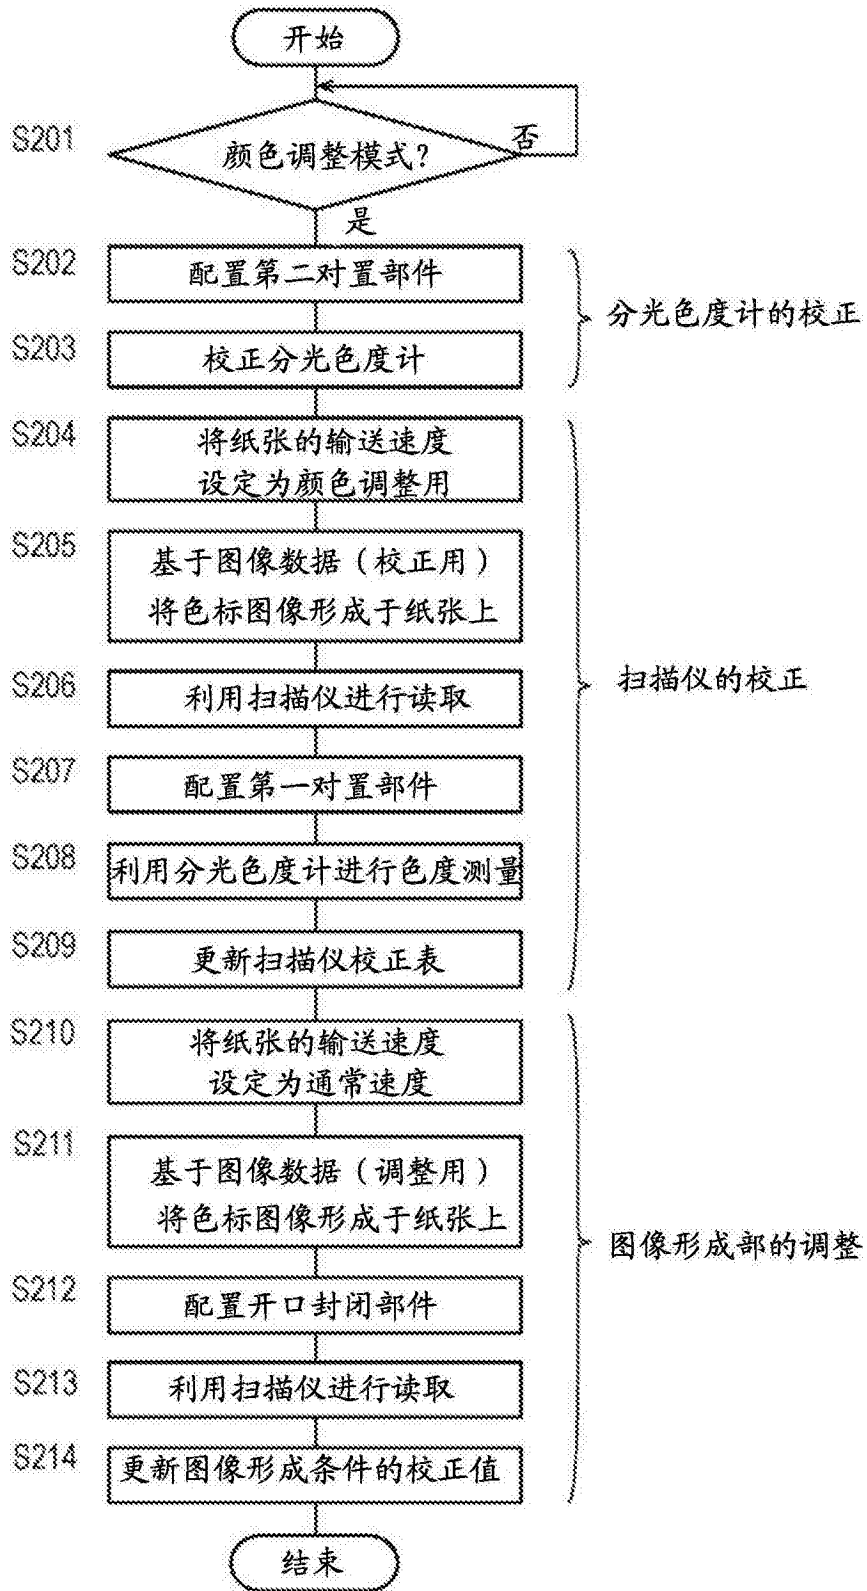 开始
S201
颜色调整模式?
否
是
S202
配置第二对置部件
S203
校正分光色度计
分光色度计的校正
S204
将纸张的输送速度
设定为颜色调整用
S205
基于图像数据(校正用)
将色标图像形成于纸张上
S206
利用扫描仪进行读取
扫描仪的校正
S207
配置第一对置部件
S208
利用分光色度计进行色度测量
S209
更新扫描仪校正表
S210
将纸张的输送速度
设定为通常速度
S211
基于图像数据(调整用)
将色标图像形成于纸张上
图像形成部的调整
S212
配置开口封闭部件
S213
利用扫描仪进行读取
S214
更新图像形成条件的校正值
结束